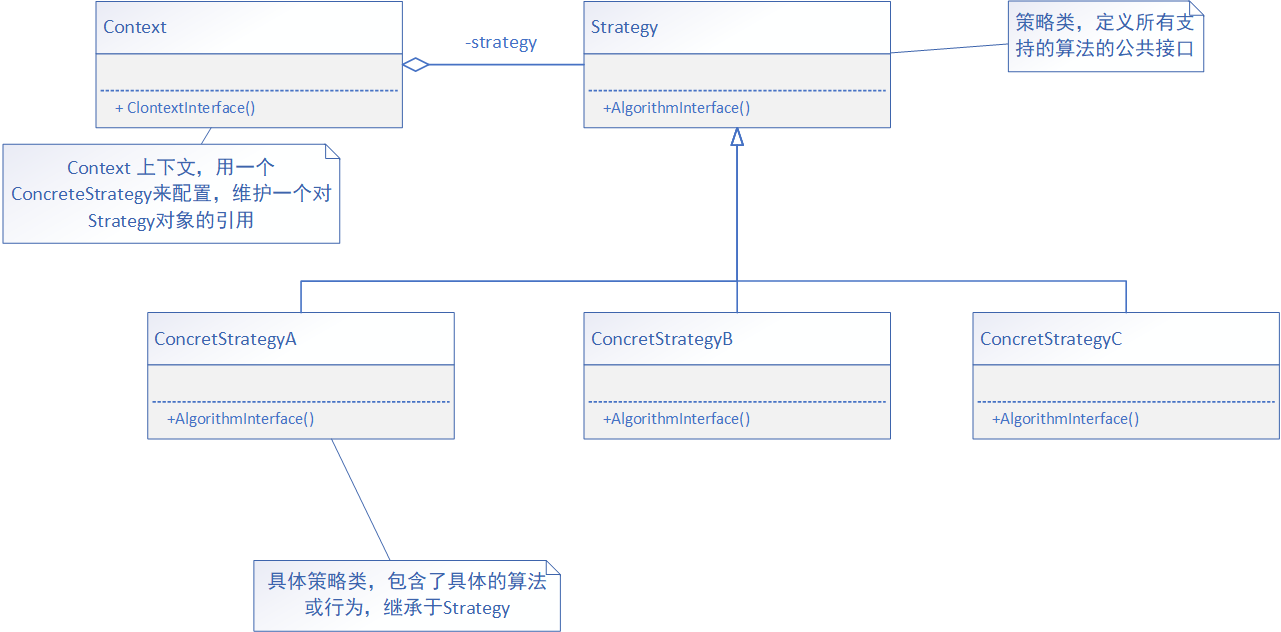 Context
-strategy
Strategy
策略类，定义所有支
持的算法的公共接口
+ ClontextInterface()
+AlgorithmInterface()
Context 上下文，用一个
ConcreteStrategy来配置，维护一个对
Strategy对象的引用
ConcretStrategyA
ConcretStrategyB
ConcretStrategyC
+AlgorithmInterface()
+AlgorithmInterface()
+AlgorithmInterface()
具体策略类，包含了具体的算法
或行为，继承于Strategy